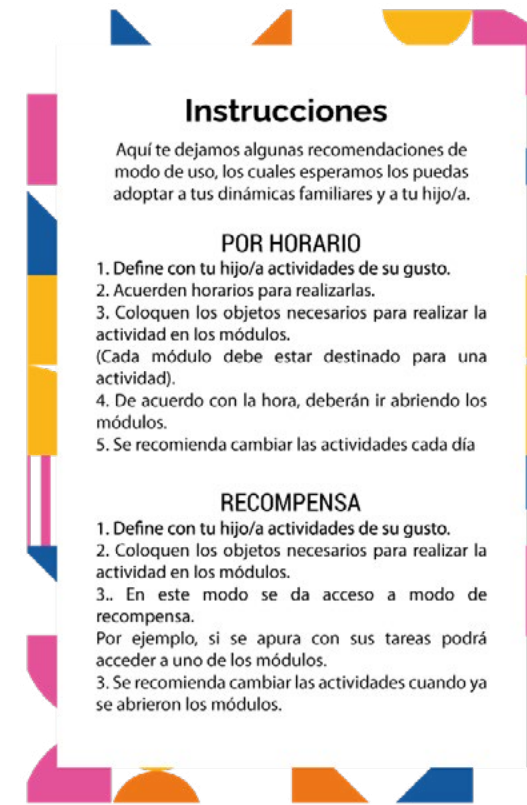 Instrucciones
Aquí te dejamos algunas recomendaciones de
modo de uso, los cuales esperamos los puedas
adoptar a tus dinámicas familiares y a tu hijo/a.
POR HORARIO
1. Define con tu hijo/a actividades de su gusto.
2. Acuerden horarios para realizarlas.
3. Coloquen los objetos necesarios para realizar la
actividad en los módulos.
(Cada módulo debe estar destinado para una
actividad).
4. De acuerdo con la hora, deberán ir abriendo los
módulos.
5. Se recomienda cambiar las actividades cada día
RECOMPENSA
1. Define con tu hijo/a actividades de su gusto.
2. Coloquen los objetos necesarios para realizar la
actividad en los módulos.
3.. En este modo se da acceso a modo de
recompensa.
Por ejemplo, si se apura con sus tareas podrá
acceder a uno de los módulos.
3. Se recomienda cambiar las actividades cuando ya
se abrieron los módulos.